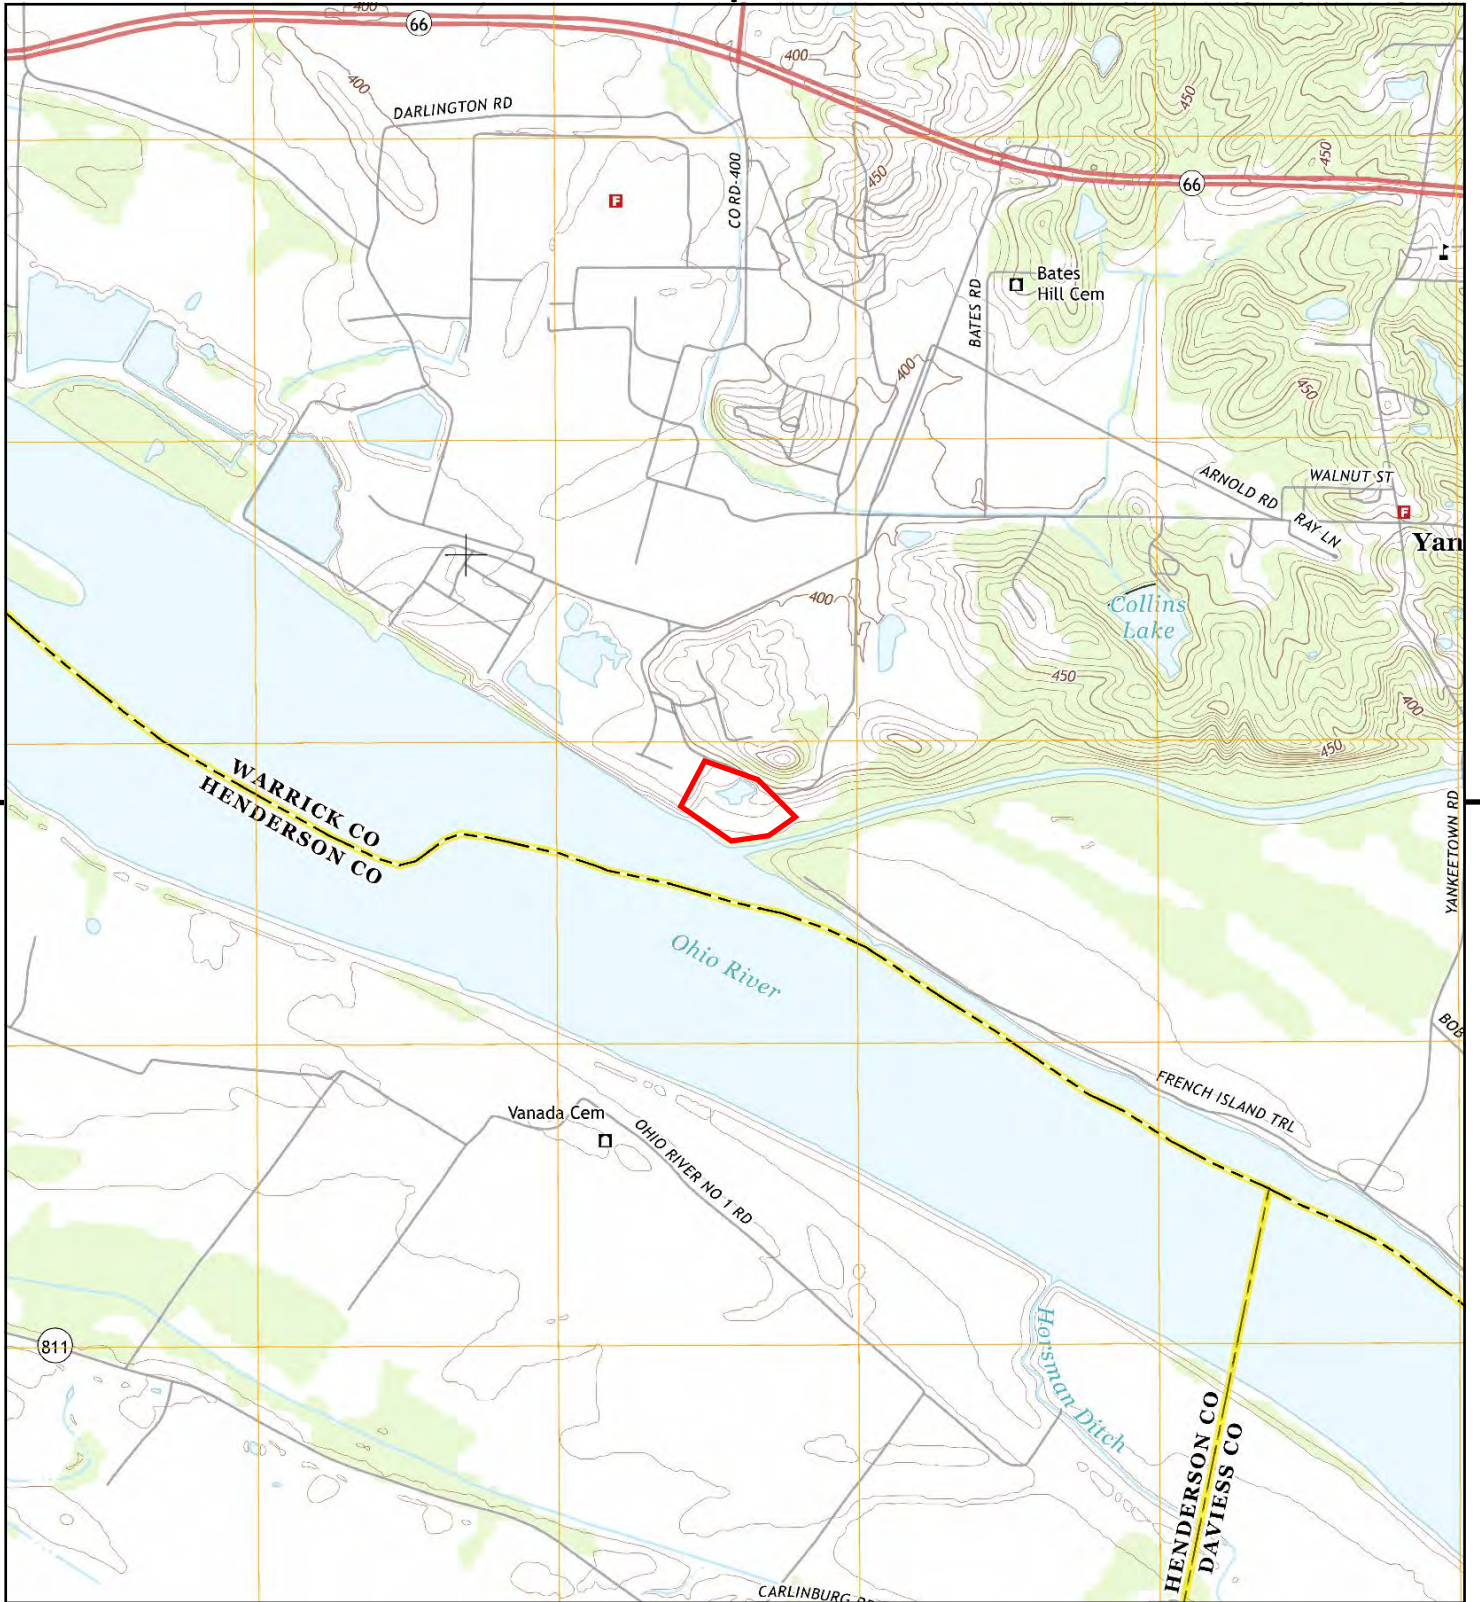 400
66
400
400
DARLINGTON RD
450
450
450
CO RD 400
66
Bates
Hill Cem
BATES RD
400
450
ARNOLD RD
WALNUT ST
RAY LN
Yan
400
Collins
Lake
450
400
450
WARRICK CO
HENDERSON CO
YANKEETOWN RD
Ohio River
BOB
FRENCH ISLAND TRL
Vanada Cem
OHIO RIVER NO 1 RD
811
Horsman Ditch
HENDERSON CO
DAVIESS CO
CARLINBURG
F
F